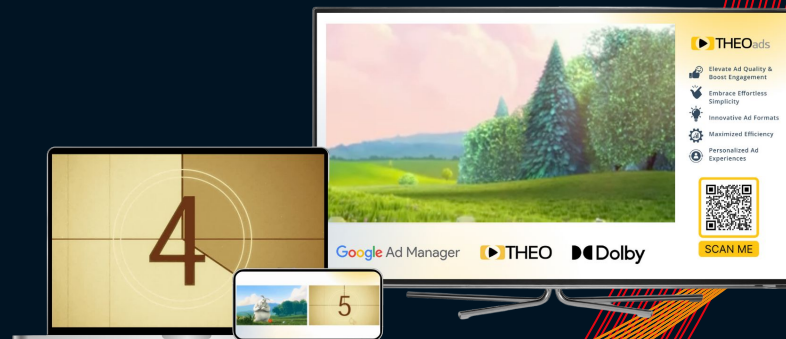 THEOads
Elevate Ad Quality &
Boost Engagement
Embrace Effortless
Simplicity
Innovative Ad Formats
Maximized Efficiency
Personalized Ad
Experiences
SCAN ME
Google Ad Manager
THEO
Dolby
4
5